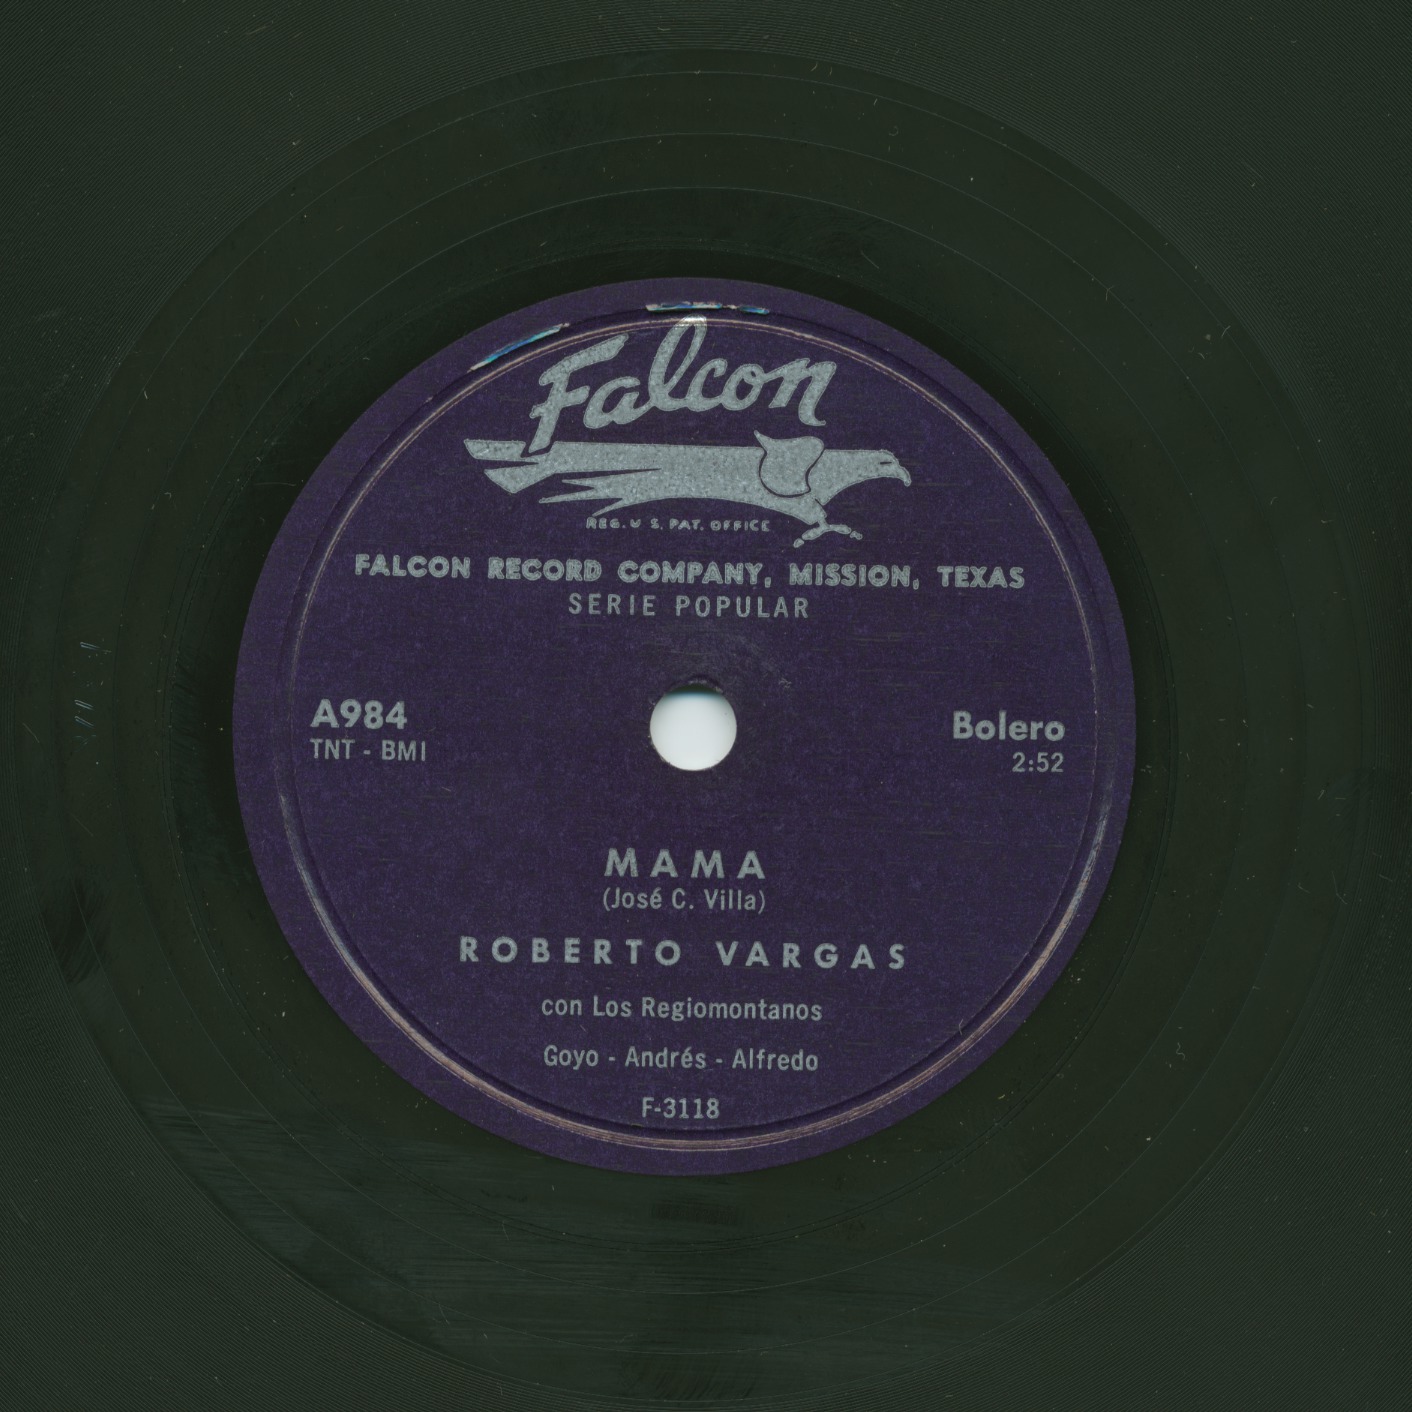 Falcon
REG. U S. PAT. OFFICE
FALCON RECORD COMPANY, MISSION, TEXAS
SERIE POPULAR
A984
TNT - BMI
Bolero
2:52
MAMA
(José C. Villa)
ROBERTO VARGAS
con Los Regiomontanos
Goyo - Andrés - Alfredo
F-3118